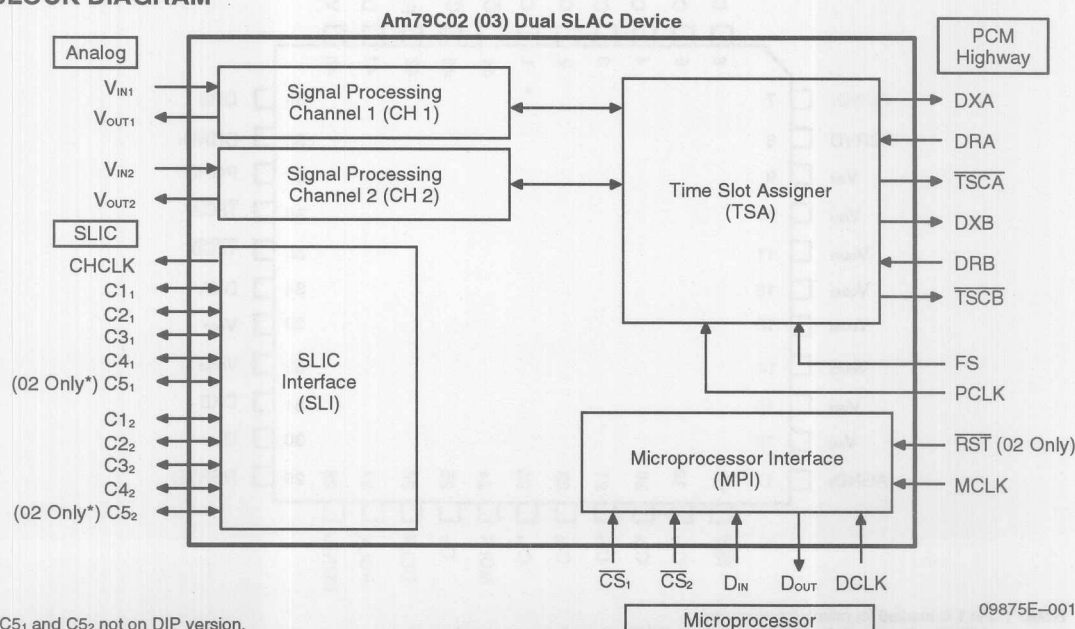 BLOCK DIAGRAM
Am79C02 (03) Dual SLAC Device
Analog
PCM
Highway
VIN1
VOUT1
VIN2
VOUT2
Signal Processing
Channel 1 (CH 1)
Signal Processing
Channel 2 (CH 2)
Time Slot Assigner
(TSA)
DXA
DRA
TSCA
DXB
DRB
TSCB
FS
PCLK
SLIC
CHCLK
C1₁
C2₁
C3₁
C4₁
(02 Only*) C5₁
C1₂
C2₂
C3₂
C4₂
(02 Only*) C5₂
SLIC
Interface
(SLI)
Microprocessor Interface
(MPI)
RST (02 Only)
MCLK
CS₁ CS₂ DIN DOUT DCLK
Microprocessor
09875E–001
C5₁ and C5₂ not on DIP version.